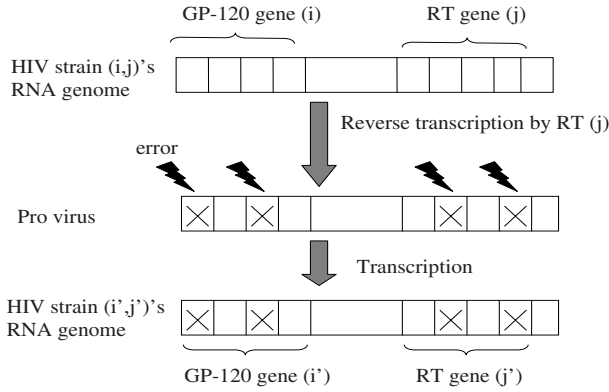 GP-120 gene (i)
RT gene (j)
HIV strain (i,j)'s
RNA genome
Reverse transcription by RT (j)
error
Pro virus
Transcription
HIV strain (i',j')'s
RNA genome
GP-120 gene (i')
RT gene (j')